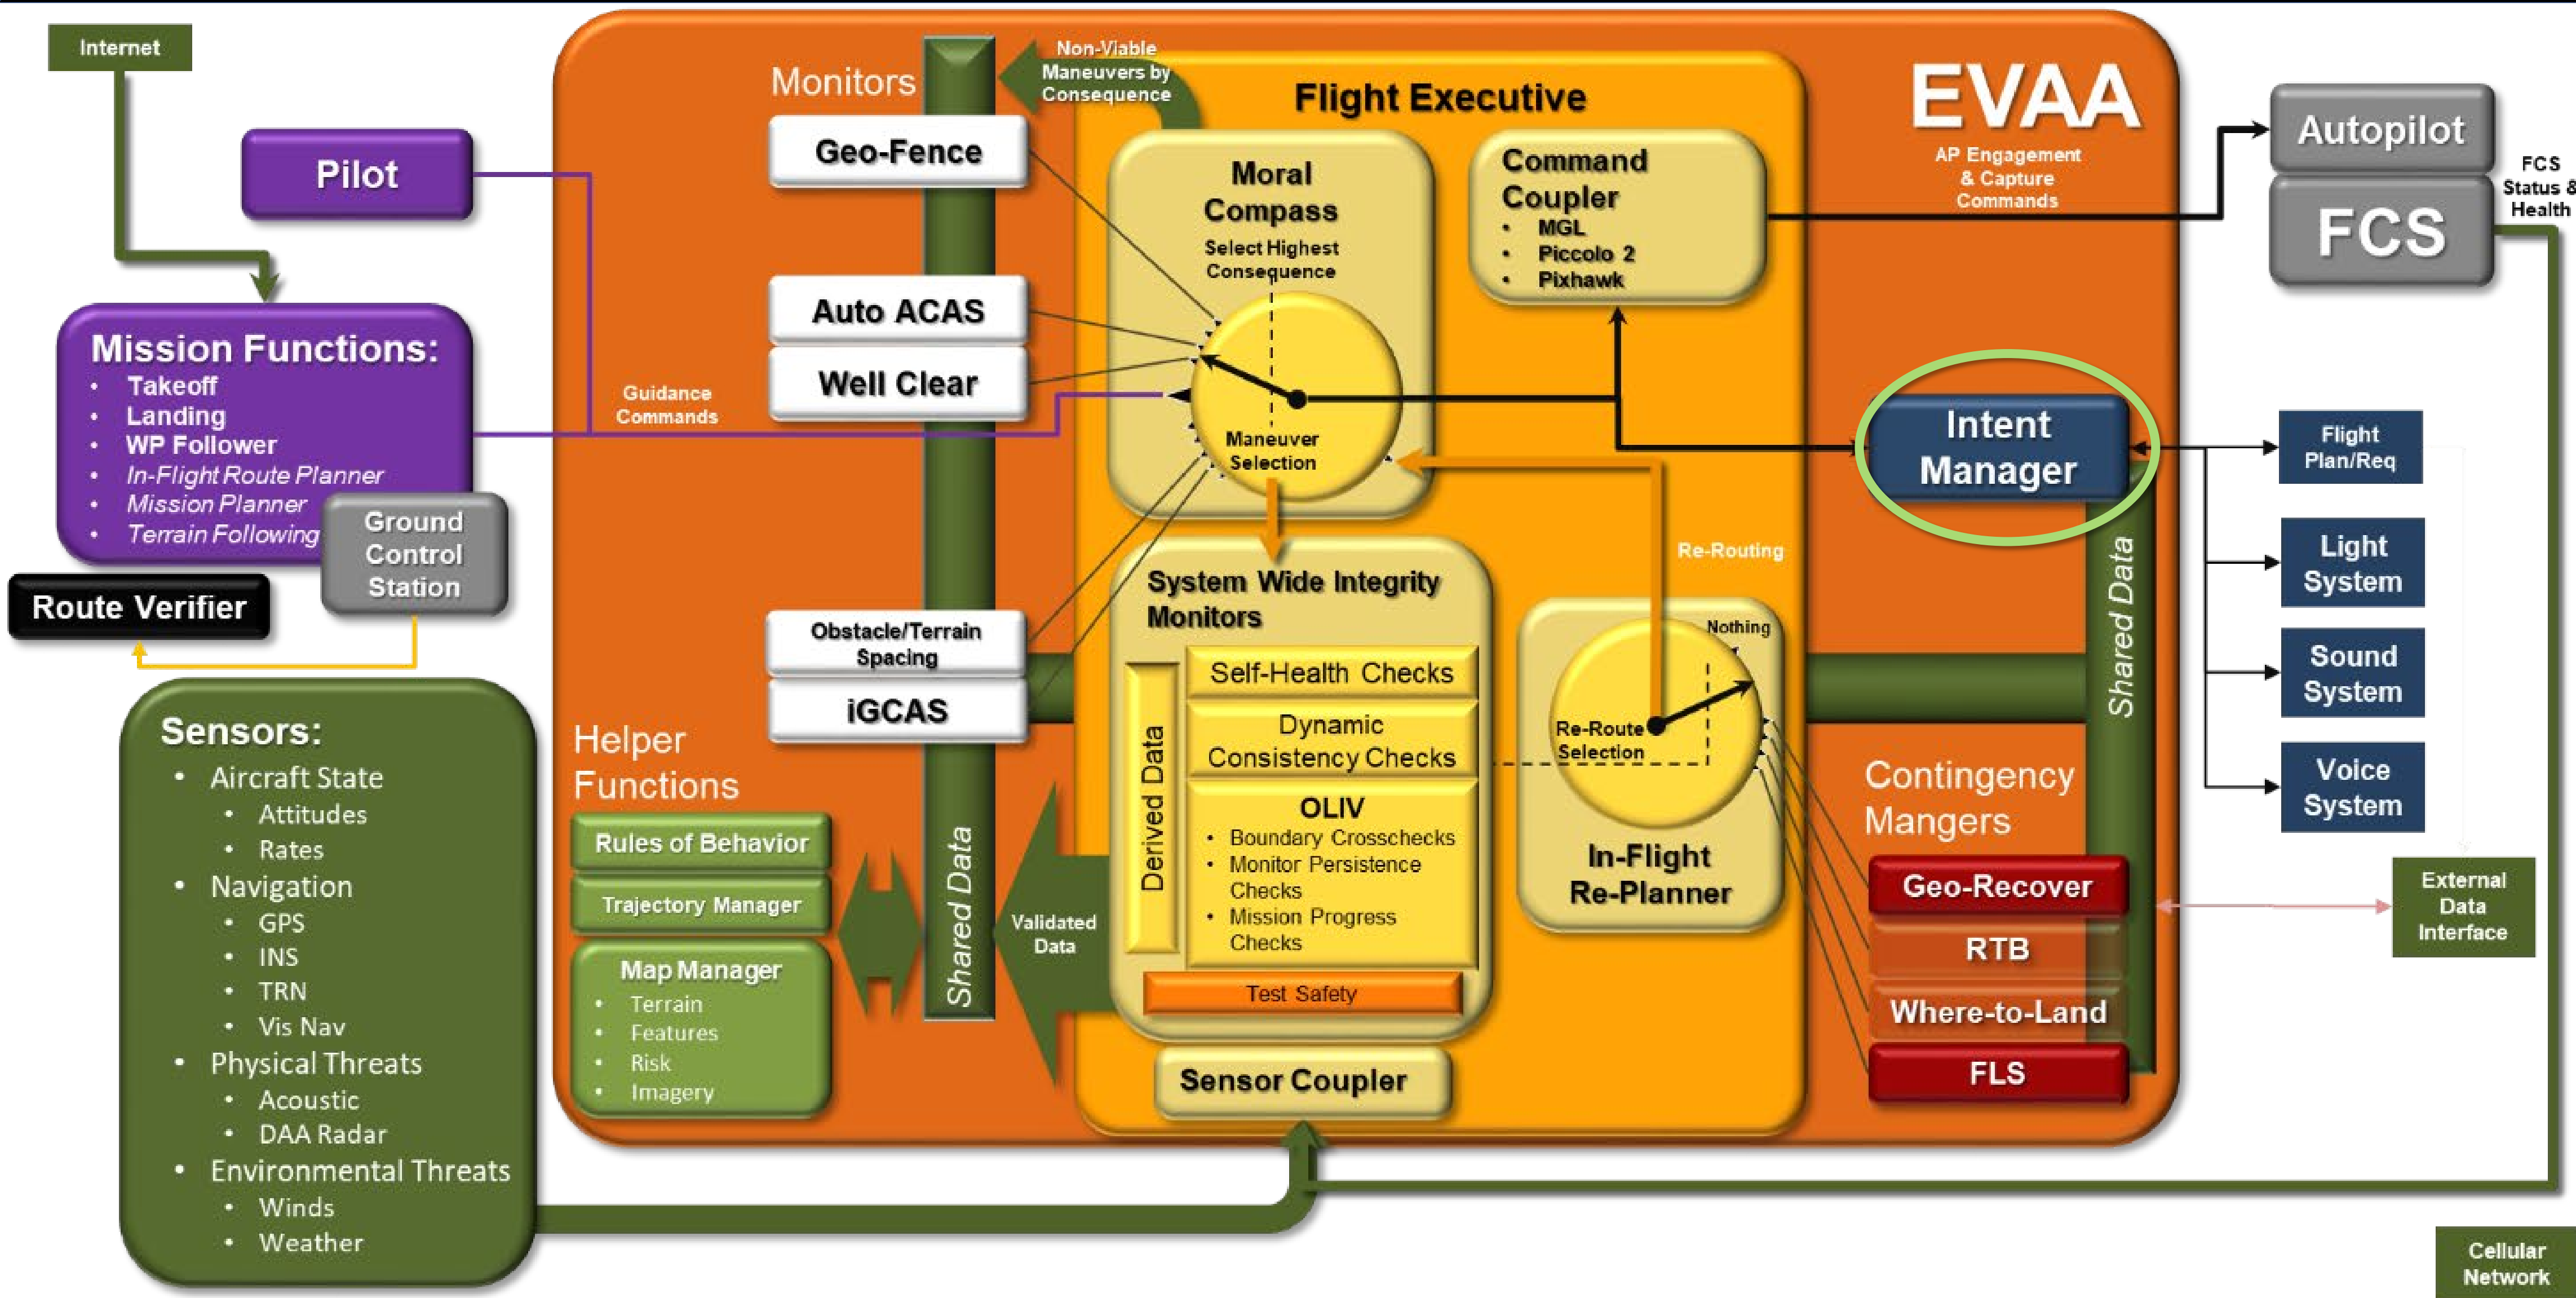 Internet
Pilot
Mission Functions:
• Takeoff
• Landing
• WP Follower
• In-Flight Route Planner
• Mission Planner
• Terrain Following
Ground
Control
Station
Route Verifier
Sensors:
• Aircraft State
• Attitudes
• Rates
• Navigation
• GPS
• INS
• TRN
• Vis Nav
• Physical Threats
• Acoustic
• DAA Radar
• Environmental Threats
• Winds
• Weather
Guidance
Commands
Monitors
Geo-Fence
Auto ACAS
Well Clear
Obstacle/Terrain
Spacing
iGCAS
Non-Viable
Maneuvers by
Consequence
Helper
Functions
Rules of Behavior
Trajectory Manager
Map Manager
• Terrain
• Features
• Risk
• Imagery
Shared Data
Validated
Data
Flight Executive
Moral
Compass
Select Highest
Consequence
Maneuver
Selection
Command
Coupler
• MGL
• Piccolo 2
• Pixhawk
System Wide Integrity
Monitors
Derived Data
Self-Health Checks
Dynamic
Consistency Checks
OLIV
• Boundary Crosschecks
• Monitor Persistence
Checks
• Mission Progress
Checks
Test Safety
Sensor Coupler
Re-Routing
Nothing
Re-Route
Selection
In-Flight
Re-Planner
EVAA
AP Engagement
& Capture
Commands
Intent
Manager
Shared Data
Contingency
Mangers
Geo-Recover
RTB
Where-to-Land
FLS
Autopilot
FCS
FCS
Status &
Health
Flight
Plan/Req
Light
System
Sound
System
Voice
System
External
Data
Interface
Cellular
Network